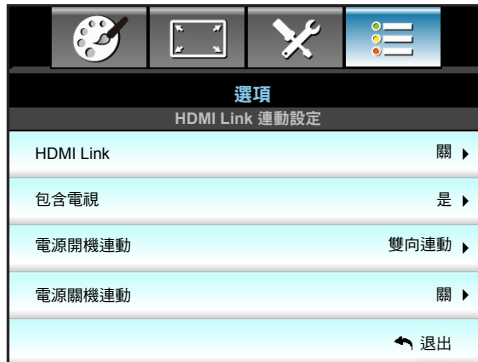 選項
HDMI Link 連動設定
HDMI Link 關
包含電視 是
電源開機連動 雙向連動
電源關機連動 關
退出